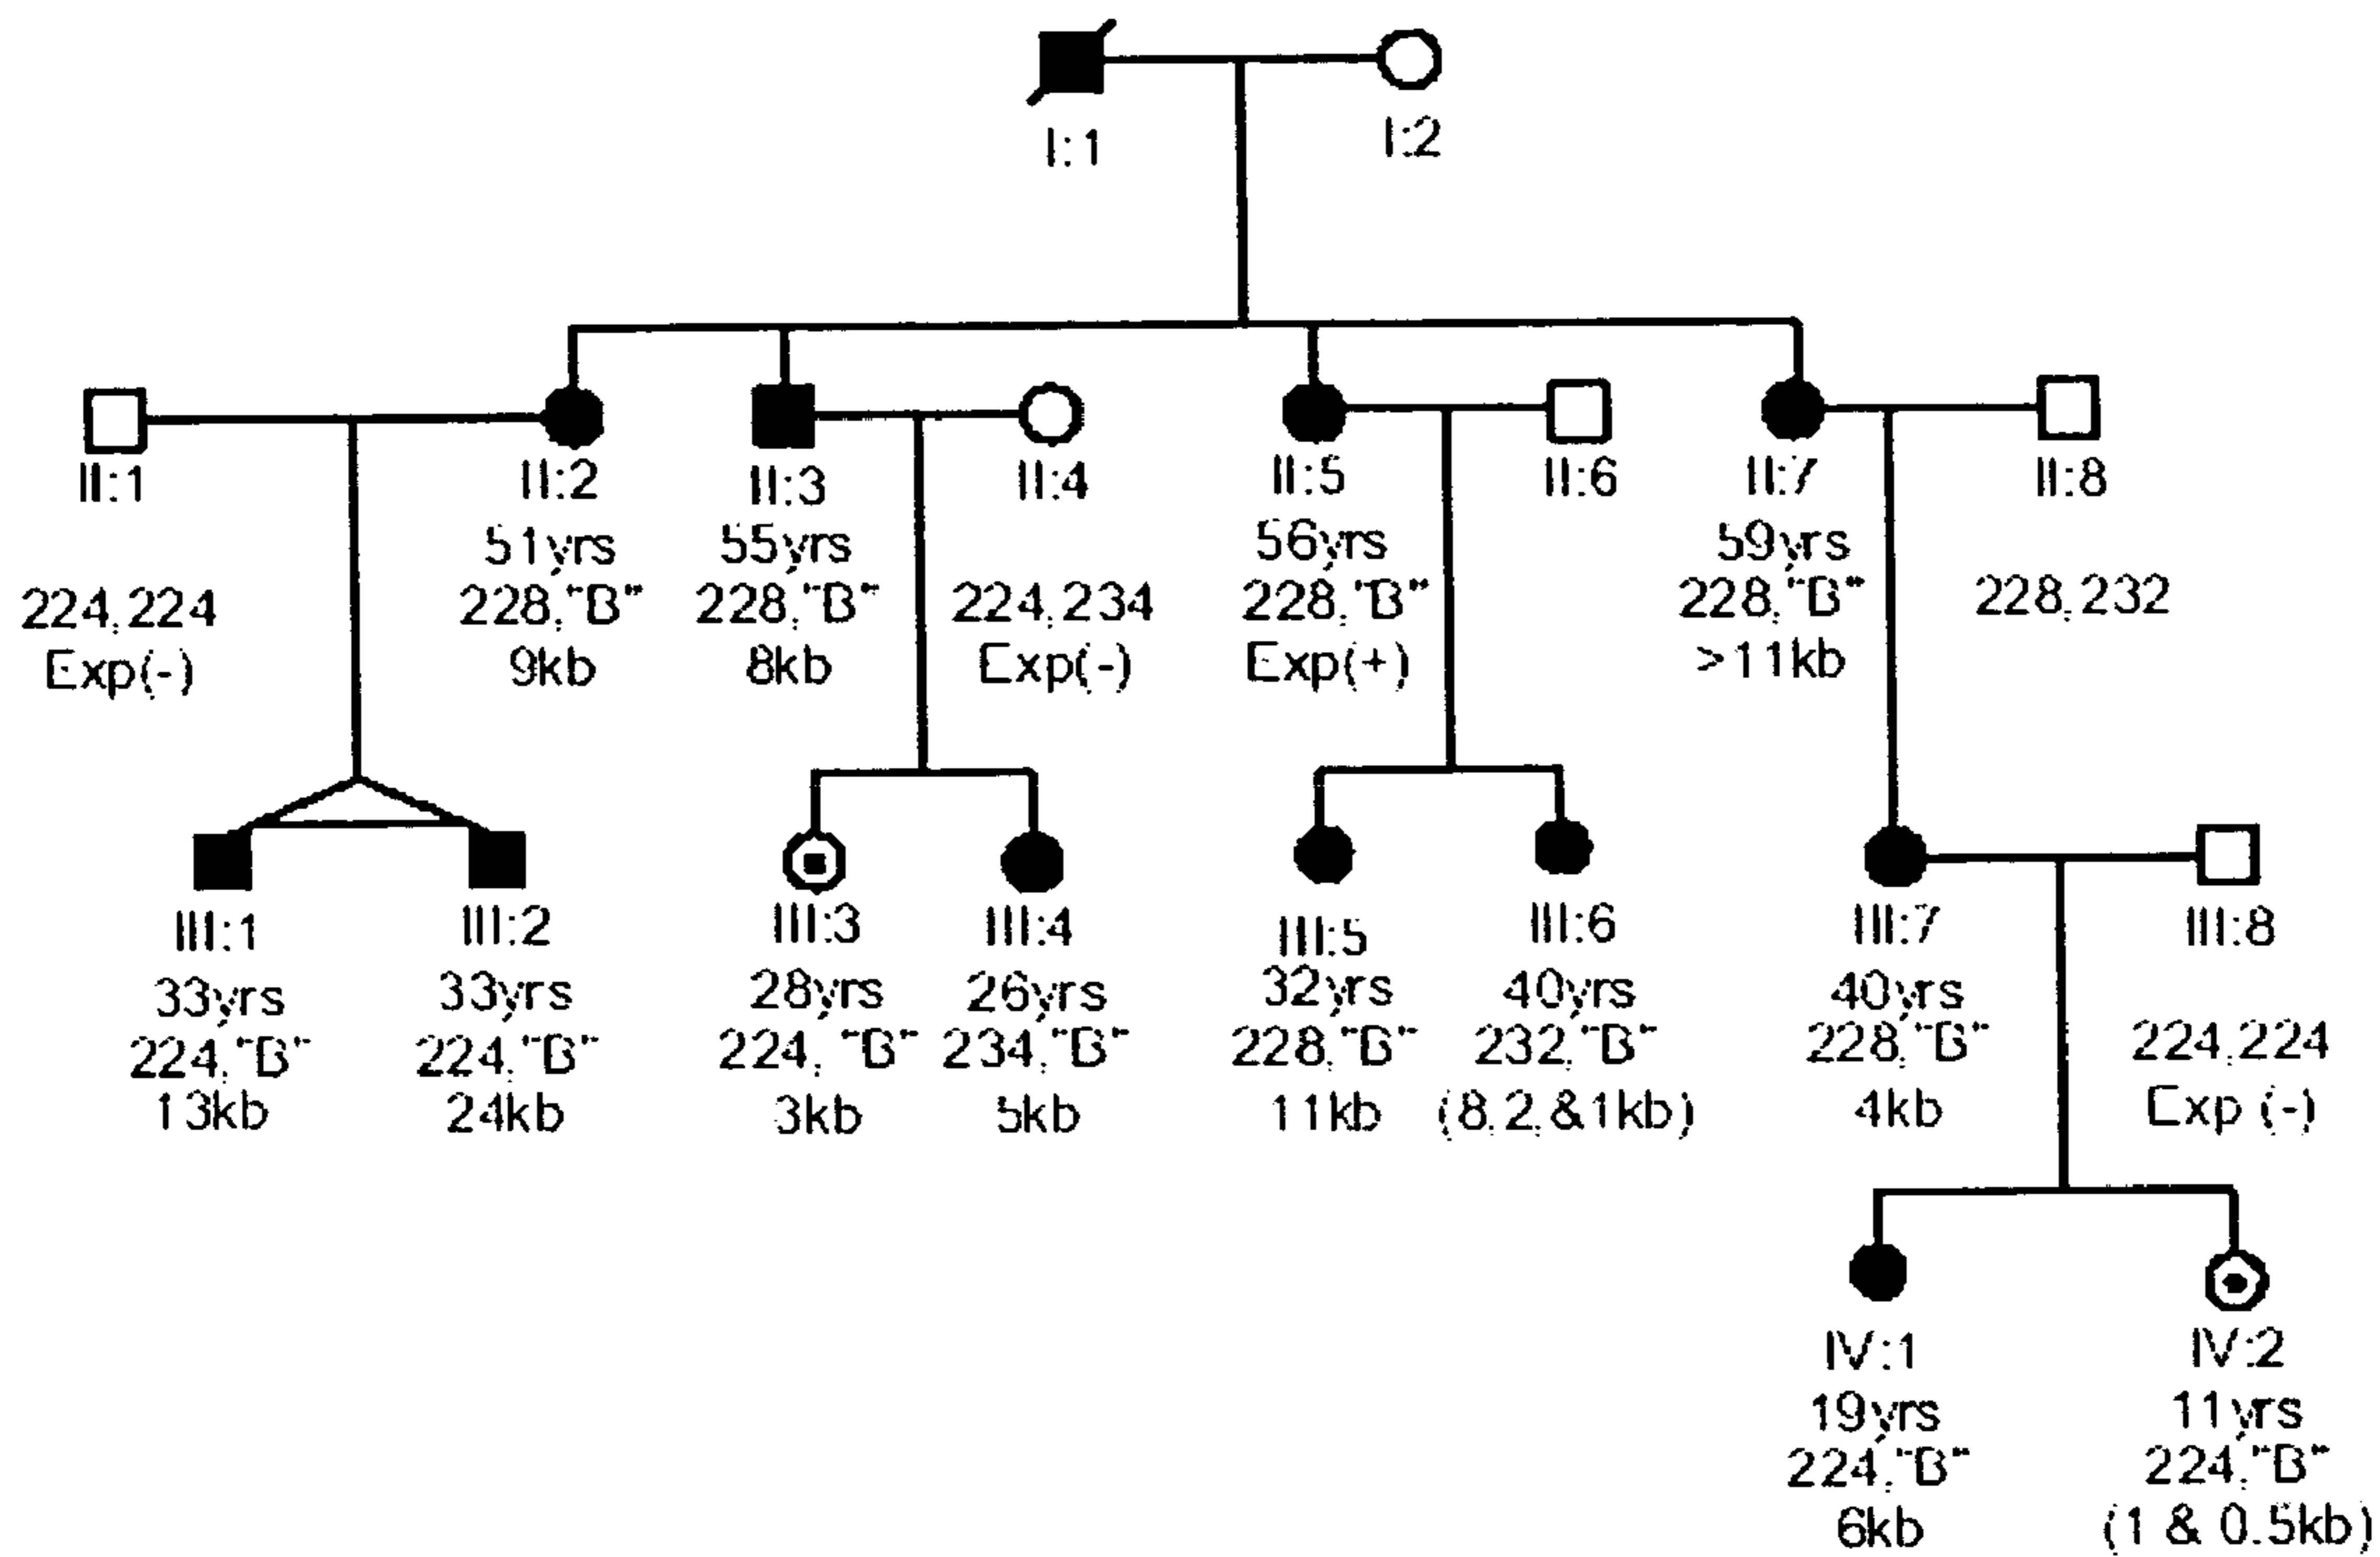 I:1
I:2
II:1
224,224
Exp(-)
II:2
51yrs
228,"B"
9kb
II:3
55yrs
228,"B"
8kb
II:4
224,234
Exp(-)
II:5
56yrs
228,"B"
Exp(+)
II:6
II:7
59yrs
228,"B"
>11kb
II:8
228,232
III:1
33yrs
224,"B"
13kb
III:2
33yrs
224,"B"
24kb
III:3
28yrs
224, "B"
3kb
III:4
26yrs
234,"B"
5kb
III:5
32yrs
228,"B"
11kb
III:6
40yrs
232,"B"
(8,2,&1kb)
III:7
40yrs
228,"B"
4kb
III:8
224,224
Exp (-)
IV:1
19yrs
224,"B"
6kb
IV:2
11yrs
224,"B"
(1 & 0.5kb)